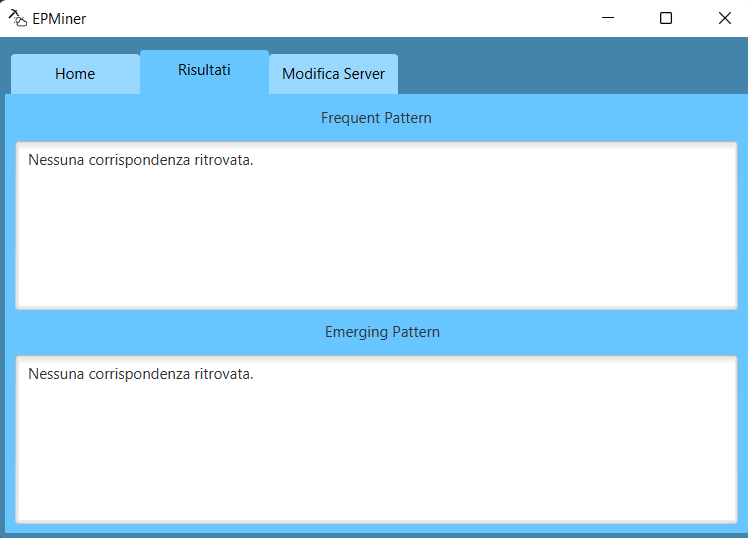 EPMiner
Home
Risultati
Modifica Server
Frequent Pattern
Nessuna corrispondenza ritrovata.
Emerging Pattern
Nessuna corrispondenza ritrovata.